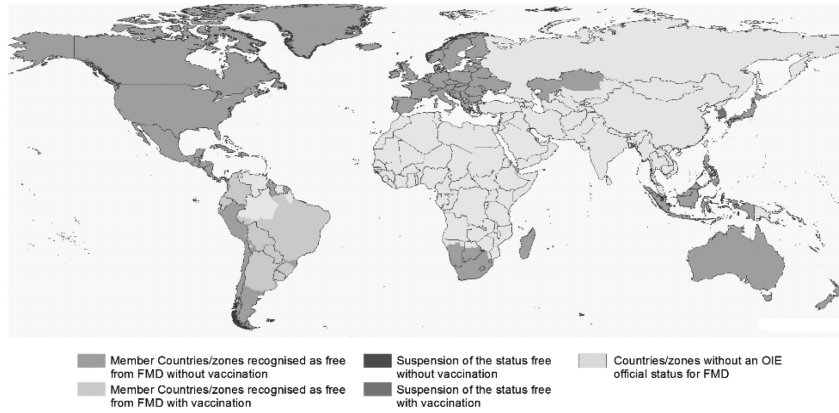 Member Countries/zones recognised as free
from FMD without vaccination
Member Countries/zones recognised as free
from FMD with vaccination
Suspension of the status free
without vaccination
Suspension of the status free
with vaccination
Countries/zones without an OIE
official status for FMD